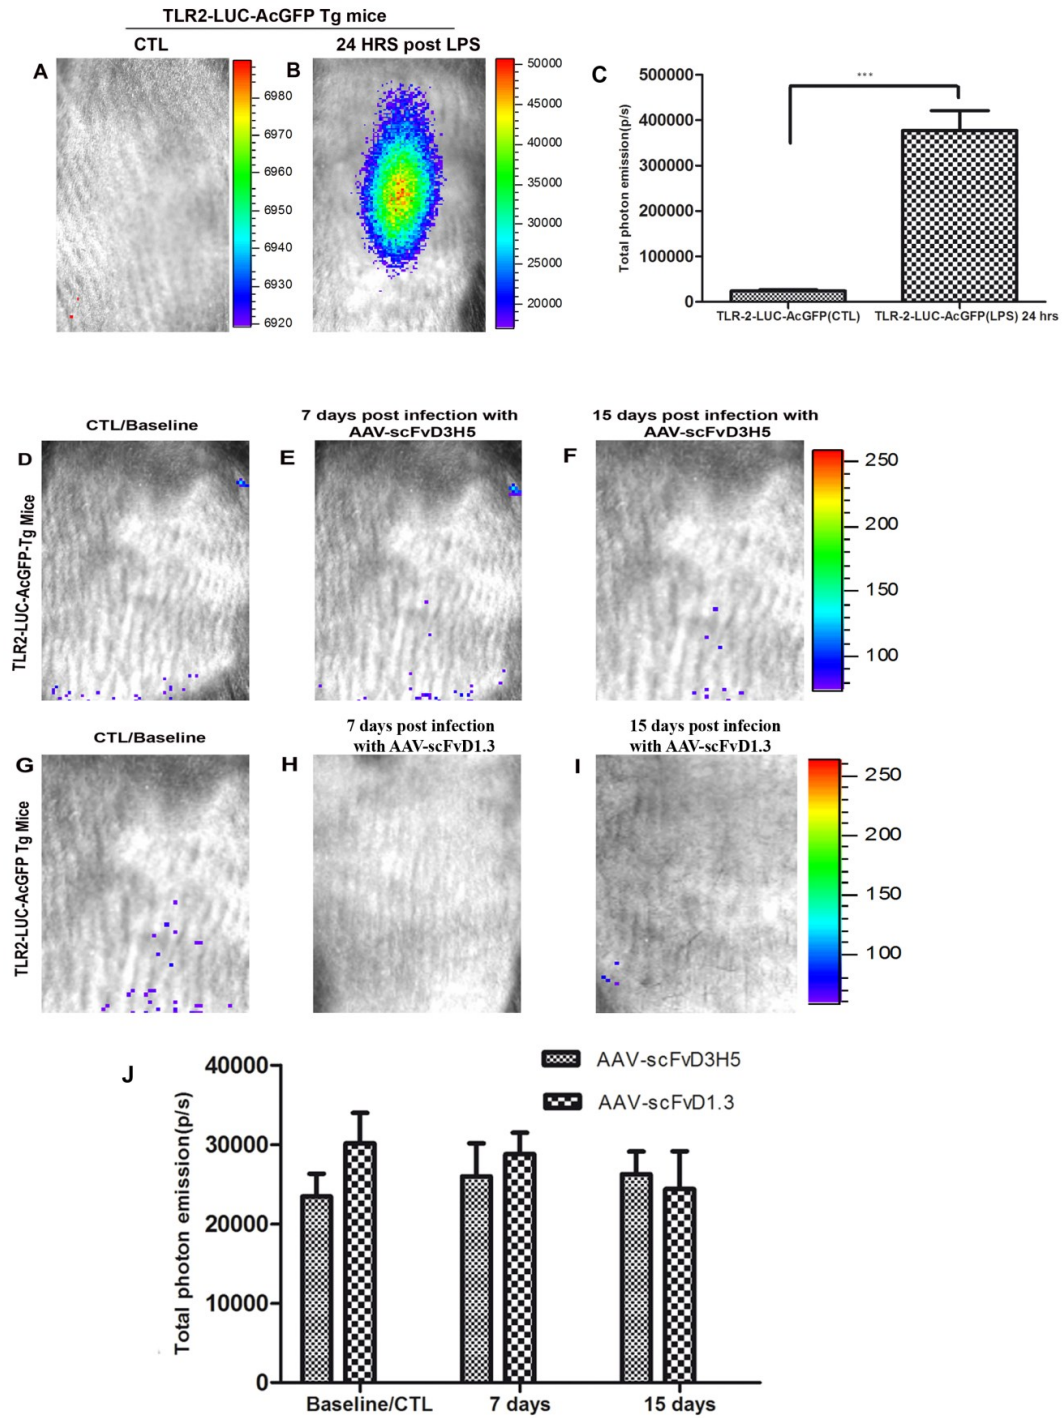 TLR2-LUC-AcGFP Tg mice
CTL
24 HRS post LPS
A
6980
6970
6960
6950
6940
6930
6920
B
50000
45000
40000
35000
30000
25000
20000
C
Total photon emission(p/s)
500000
400000
300000
200000
100000
0
***
TLR-2-LUC-AcGFP(CTL)
TLR-2-LUC-AcGFP(LPS) 24 hrs
CTL/Baseline
7 days post infection with
AAV-scFvD3H5
15 days post infection with
AAV-scFvD3H5
TLR2-LUC-AcGFP-Tg Mice
D
E
F
250
200
150
100
CTL/Baseline
7 days post infection
with AAV-scFvD1.3
15 days post infecion
with AAV-scFvD1.3
TLR2-LUC-AcGFP Tg Mice
G
H
I
250
200
150
100
J
Total photon emission(p/s)
40000
30000
20000
10000
0
AAV-scFvD3H5
AAV-scFvD1.3
Baseline/CTL
7 days
15 days